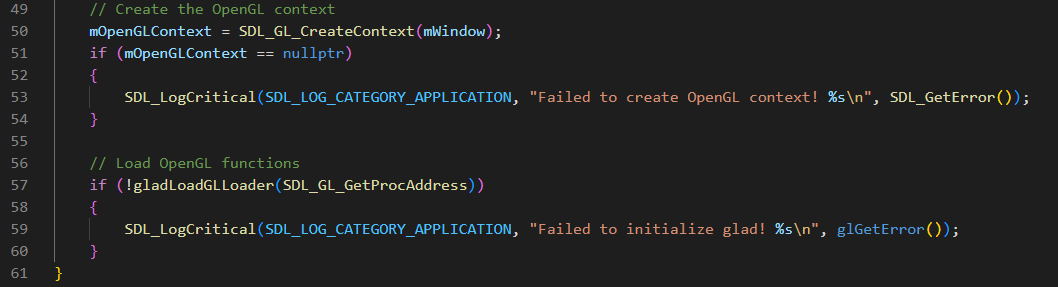 49 // Create the OpenGL context
50 mOpenGLContext = SDL_GL_CreateContext(mWindow);
51 if (mOpenGLContext == nullptr)
52 {
53 SDL_LogCritical(SDL_LOG_CATEGORY_APPLICATION, "Failed to create OpenGL context! %s\n", SDL_GetError());
54 }
55
56 // Load OpenGL functions
57 if (!gladLoadGLLoader(SDL_GL_GetProcAddress))
58 {
59 SDL_LogCritical(SDL_LOG_CATEGORY_APPLICATION, "Failed to initialize glad! %s\n", glGetError());
60 }
61 }